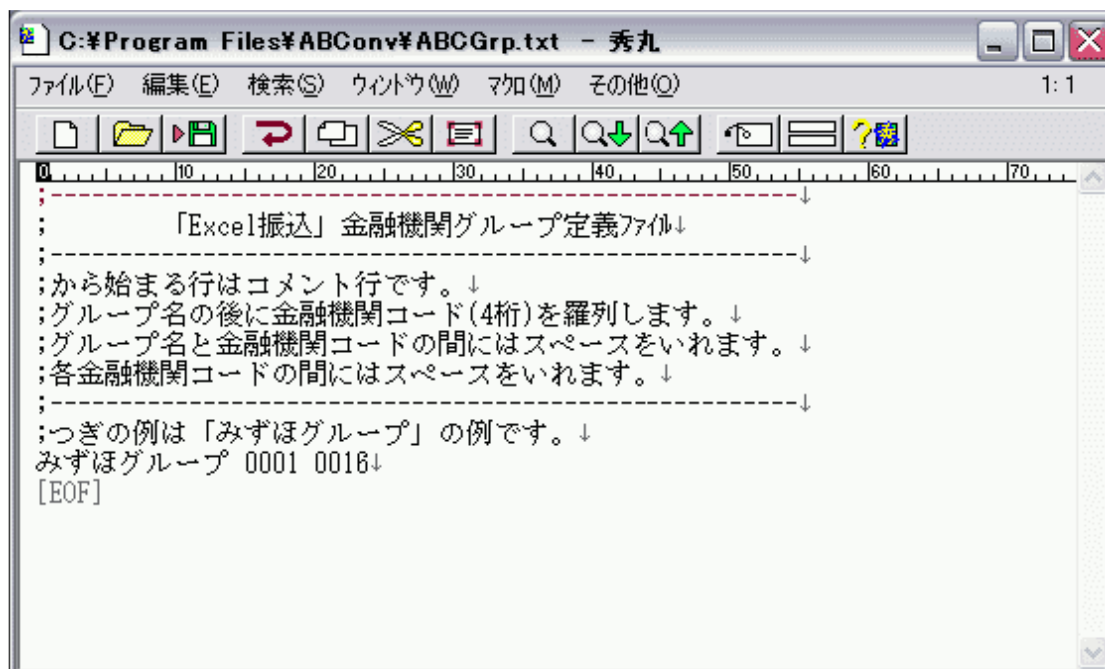 C:¥Program Files¥ABConv¥ABCGrp.txt - 秀丸
ファイル(F) 編集(E) 検索(S) ウィンドウ(W) マクロ(M) その他(O) 1: 1
0 10 20 30 40 50 60 70
;------------------------------------------------------↓
; 「Excel振込」金融機関グループ定義ファイル↓
;------------------------------------------------------↓
;から始まる行はコメント行です。↓
;グループ名の後に金融機関コード(4桁)を羅列します。↓
;グループ名と金融機関コードの間にはスペースをいれます。↓
;各金融機関コードの間にはスペースをいれます。↓
;------------------------------------------------------↓
;つぎの例は「みずほグループ」の例です。↓
みずほグループ 0001 0016↓
[EOF]